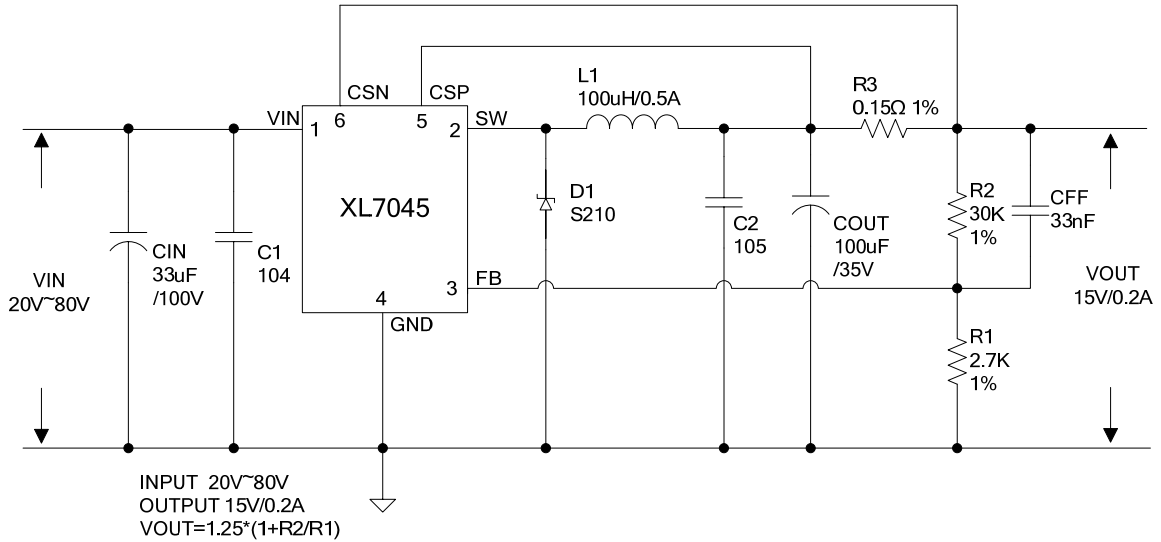 CSN
CSP
L1
100uH/0.5A
R3
0.15Ω 1%
VIN
1
6
5
2
SW
XL7045
D1
S210
R2
30K
1%
CFF
33nF
CIN
33uF
/100V
C1
104
C2
105
COUT
100uF
/35V
VIN
20V~80V
3
FB
VOUT
15V/0.2A
4
GND
R1
2.7K
1%
INPUT 20V~80V
OUTPUT 15V/0.2A
VOUT=1.25*(1+R2/R1)